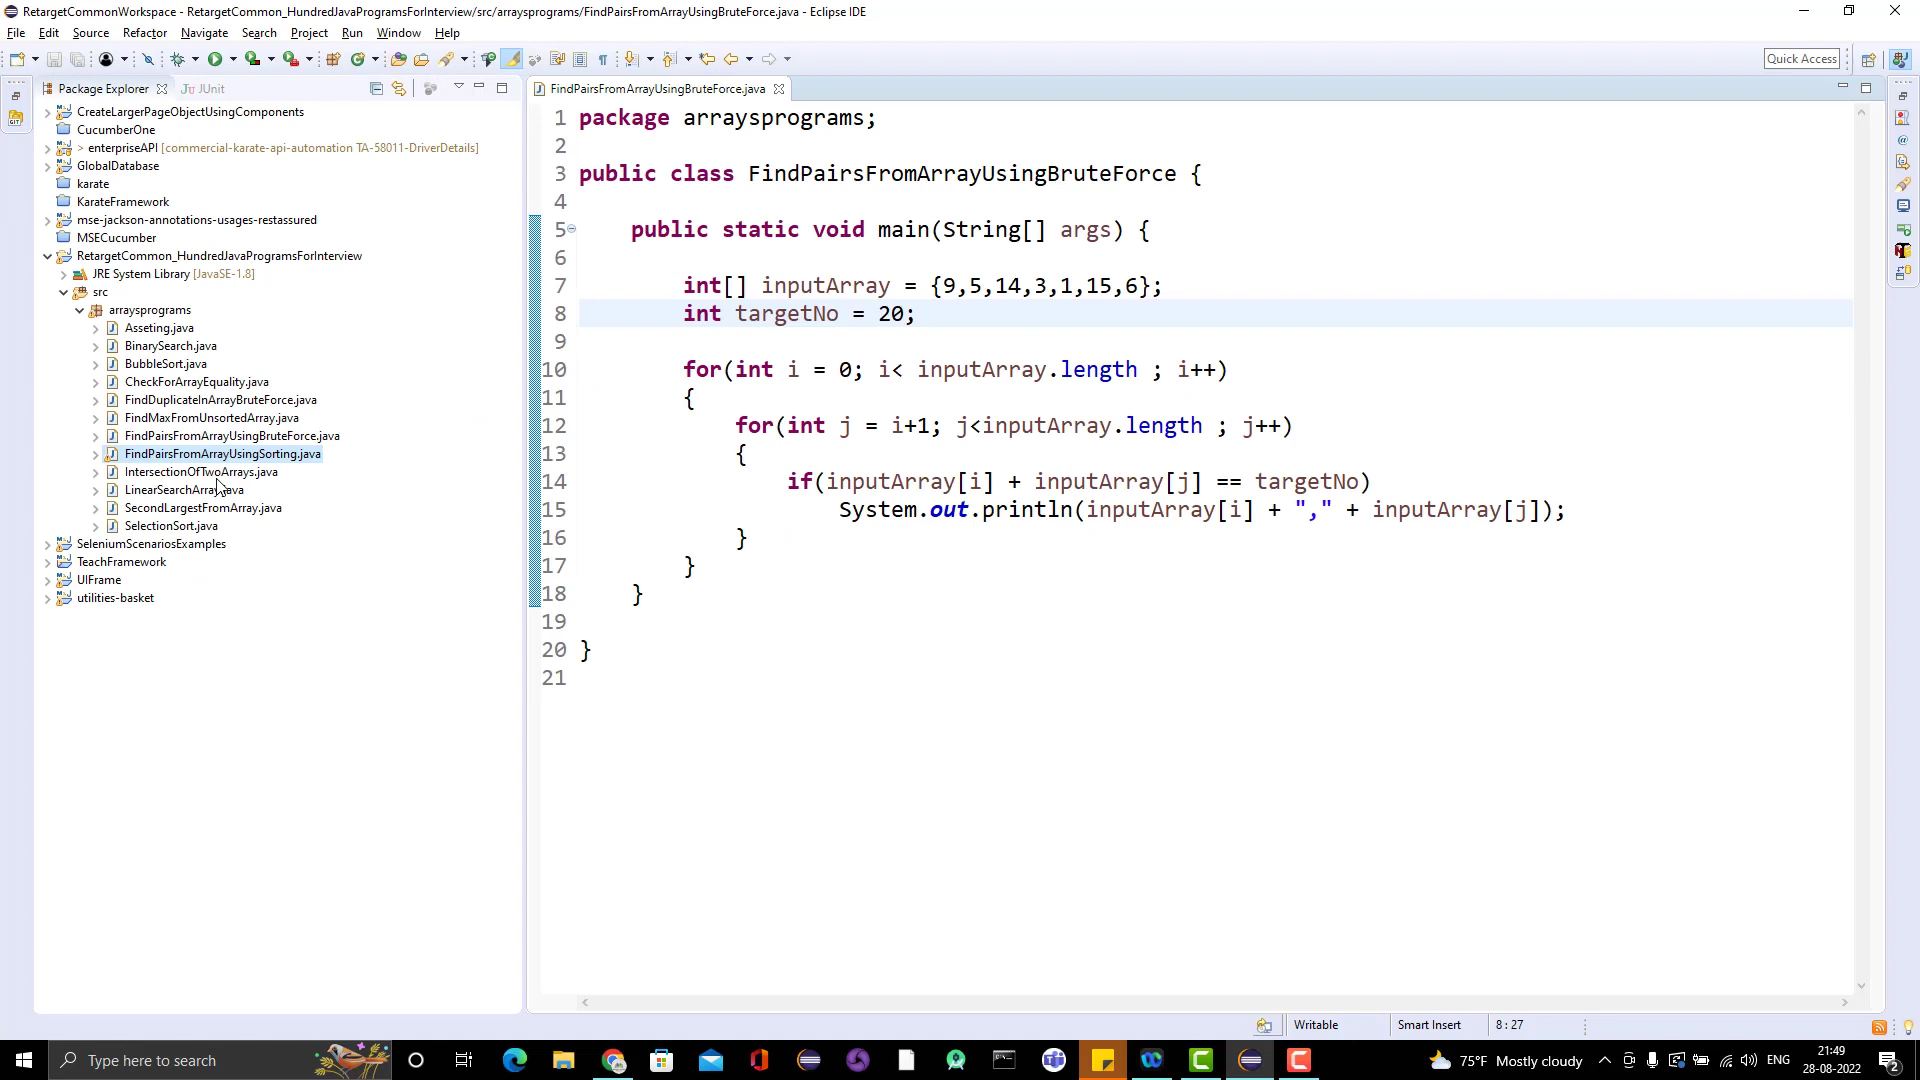 RetargetCommonWorkspace - RetargetCommon_HundredJavaProgramsForInterview/src/arraysprograms/FindPairsFromArrayUsingBruteForce.java - Eclipse IDE
File Edit Source Refactor Navigate Search Project Run Window Help
Quick Access
Package Explorer
JUnit
CreateLargerPageObjectUsingComponents
CucumberOne
> enterpriseAPI [commercial-karate-api-automation TA-58011-DriverDetails]
GlobalDatabase
karate
KarateFramework
mse-jackson-annotations-usages-restassured
MSECucumber
RetargetCommon_HundredJavaProgramsForInterview
JRE System Library [JavaSE-1.8]
src
arraysprograms
Asseting.java
BinarySearch.java
BubbleSort.java
CheckForArrayEquality.java
FindDuplicateInArrayBruteForce.java
FindMaxFromUnsortedArray.java
FindPairsFromArrayUsingBruteForce.java
FindPairsFromArrayUsingSorting.java
IntersectionOfTwoArrays.java
LinearSearchArray.java
SecondLargestFromArray.java
SelectionSort.java
SeleniumScenariosExamples
TeachFramework
UIFrame
utilities-basket
FindPairsFromArrayUsingBruteForce.java
1 package arraysprograms;
2
3 public class FindPairsFromArrayUsingBruteForce {
4
5 public static void main(String[] args) {
6
7 int[] inputArray = {9,5,14,3,1,15,6};
8 int targetNo = 20;
9
10 for(int i = 0; i< inputArray.length ; i++)
11 {
12 for(int j = i+1; j<inputArray.length ; j++)
13 {
14 if(inputArray[i] + inputArray[j] == targetNo)
15 System.out.println(inputArray[i] + "," + inputArray[j]);
16 }
17 }
18 }
19
20 }
21
Writable Smart Insert 8 : 27
Type here to search
75°F Mostly cloudy
ENG
21:49
28-08-2022
2